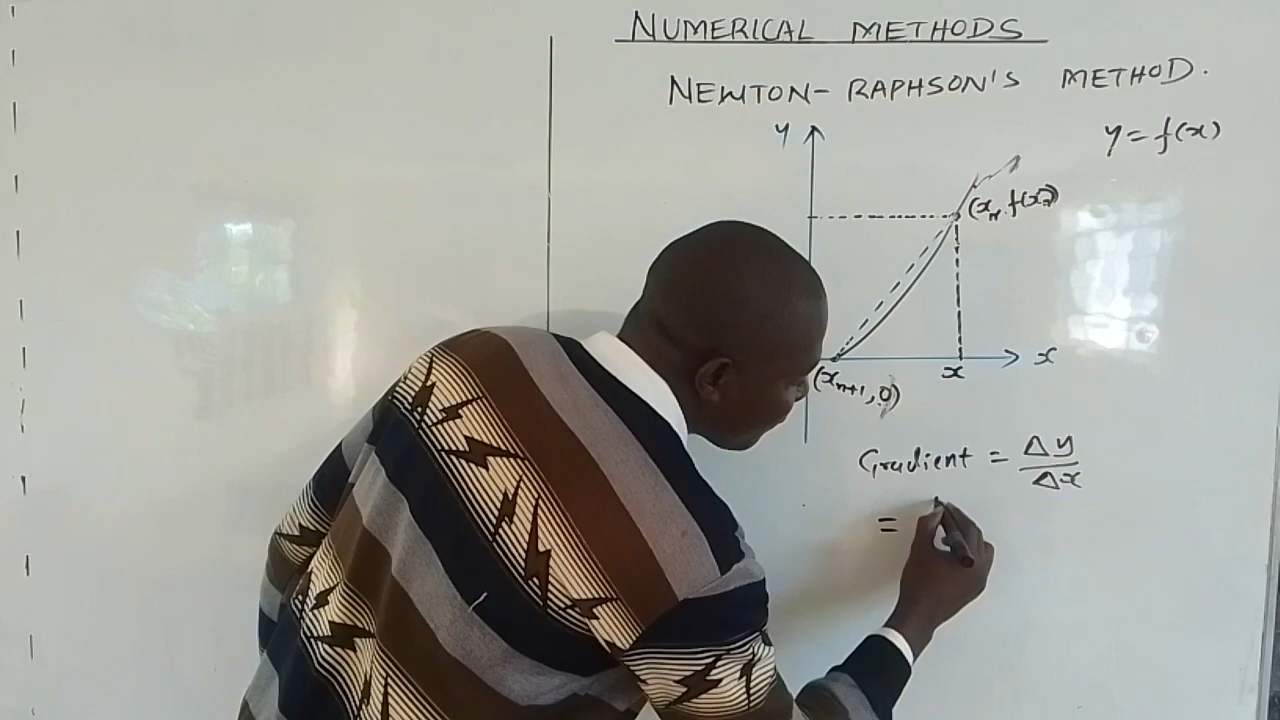 NUMERICAL METHODS
NEWTON-RAPHSON'S METHOD.
y
y = f(x)
(xₙ, f(xₙ))
x
x
(xₙ₊₁, 0)
Gradient = Δy/Δx
=